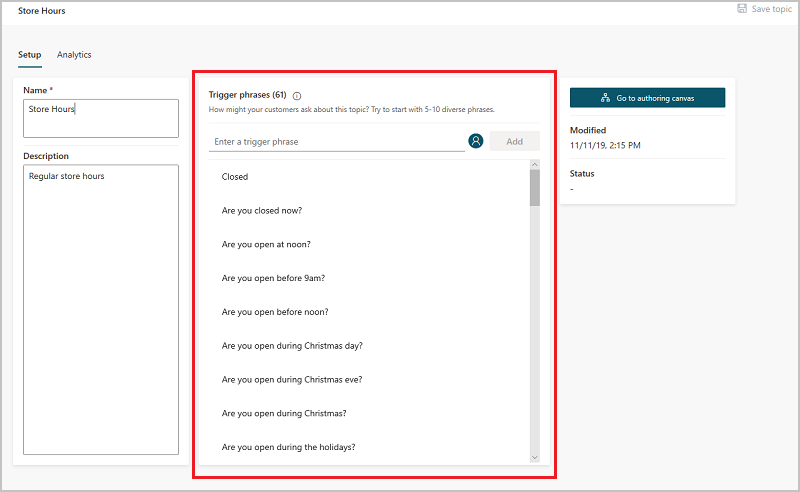 Store Hours
Save topic
Setup Analytics
Name *
Store Hours
Description
Regular store hours
Trigger phrases (61)
How might your customers ask about this topic? Try to start with 5-10 diverse phrases.
Enter a trigger phrase
Add
Closed
Are you closed now?
Are you open at noon?
Are you open before 9am?
Are you open before noon?
Are you open during Christmas day?
Are you open during Christmas eve?
Are you open during Christmas?
Are you open during the holidays?
Go to authoring canvas
Modified
11/11/19, 2:15 PM
Status
-